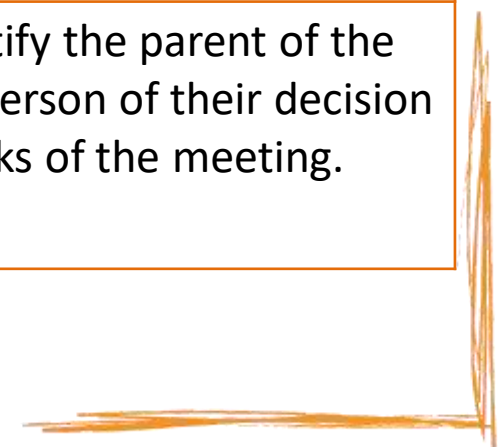 tify the parent of the
erson of their decision
ks of the meeting.